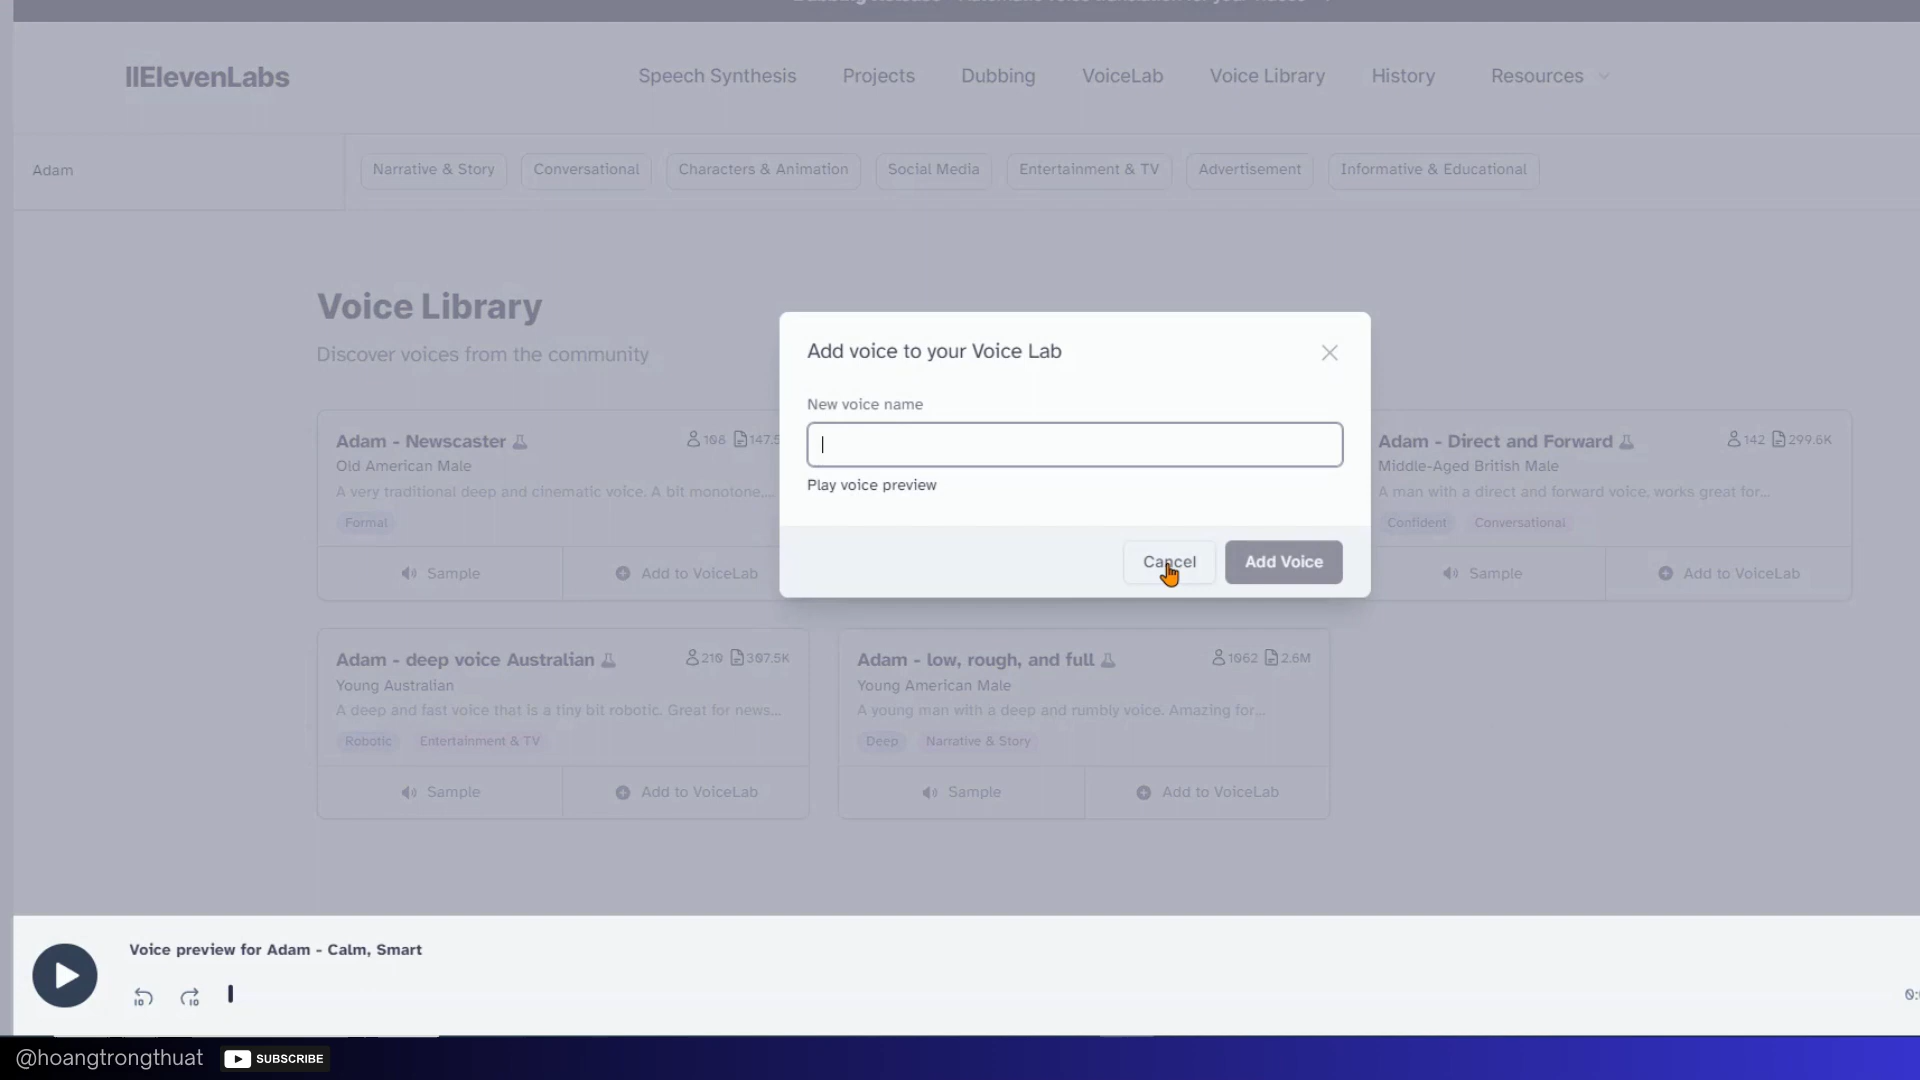 IIElevenLabs
Speech Synthesis
Projects
Dubbing
VoiceLab
Voice Library
History
Resources
Adam
Narrative & Story
Conversational
Characters & Animation
Social Media
Entertainment & TV
Advertisement
Informative & Educational
Voice Library
Discover voices from the community
Add voice to your Voice Lab
New voice name
Play voice preview
Cancel
Add Voice
Adam - Newscaster
168
147.5
Old American Male
A very traditional deep and cinematic voice. A bit monotone,...
Formal
Sample
Add to VoiceLab
Adam - Direct and Forward
142
299.6K
Middle-Aged British Male
A man with a direct and forward voice, works great for...
Confident
Conversational
Sample
Add to VoiceLab
Adam - deep voice Australian
210
307.5K
Young Australian
A deep and fast voice that is a tiny bit robotic. Great for news...
Robotic
Entertainment & TV
Sample
Add to VoiceLab
Adam - low, rough, and full
1062
2.6M
Young American Male
A young man with a deep and rumbly voice. Amazing for...
Deep
Narrative & Story
Sample
Add to VoiceLab
Voice preview for Adam - Calm, Smart
10
10
@hoangtrongthuat
SUBSCRIBE